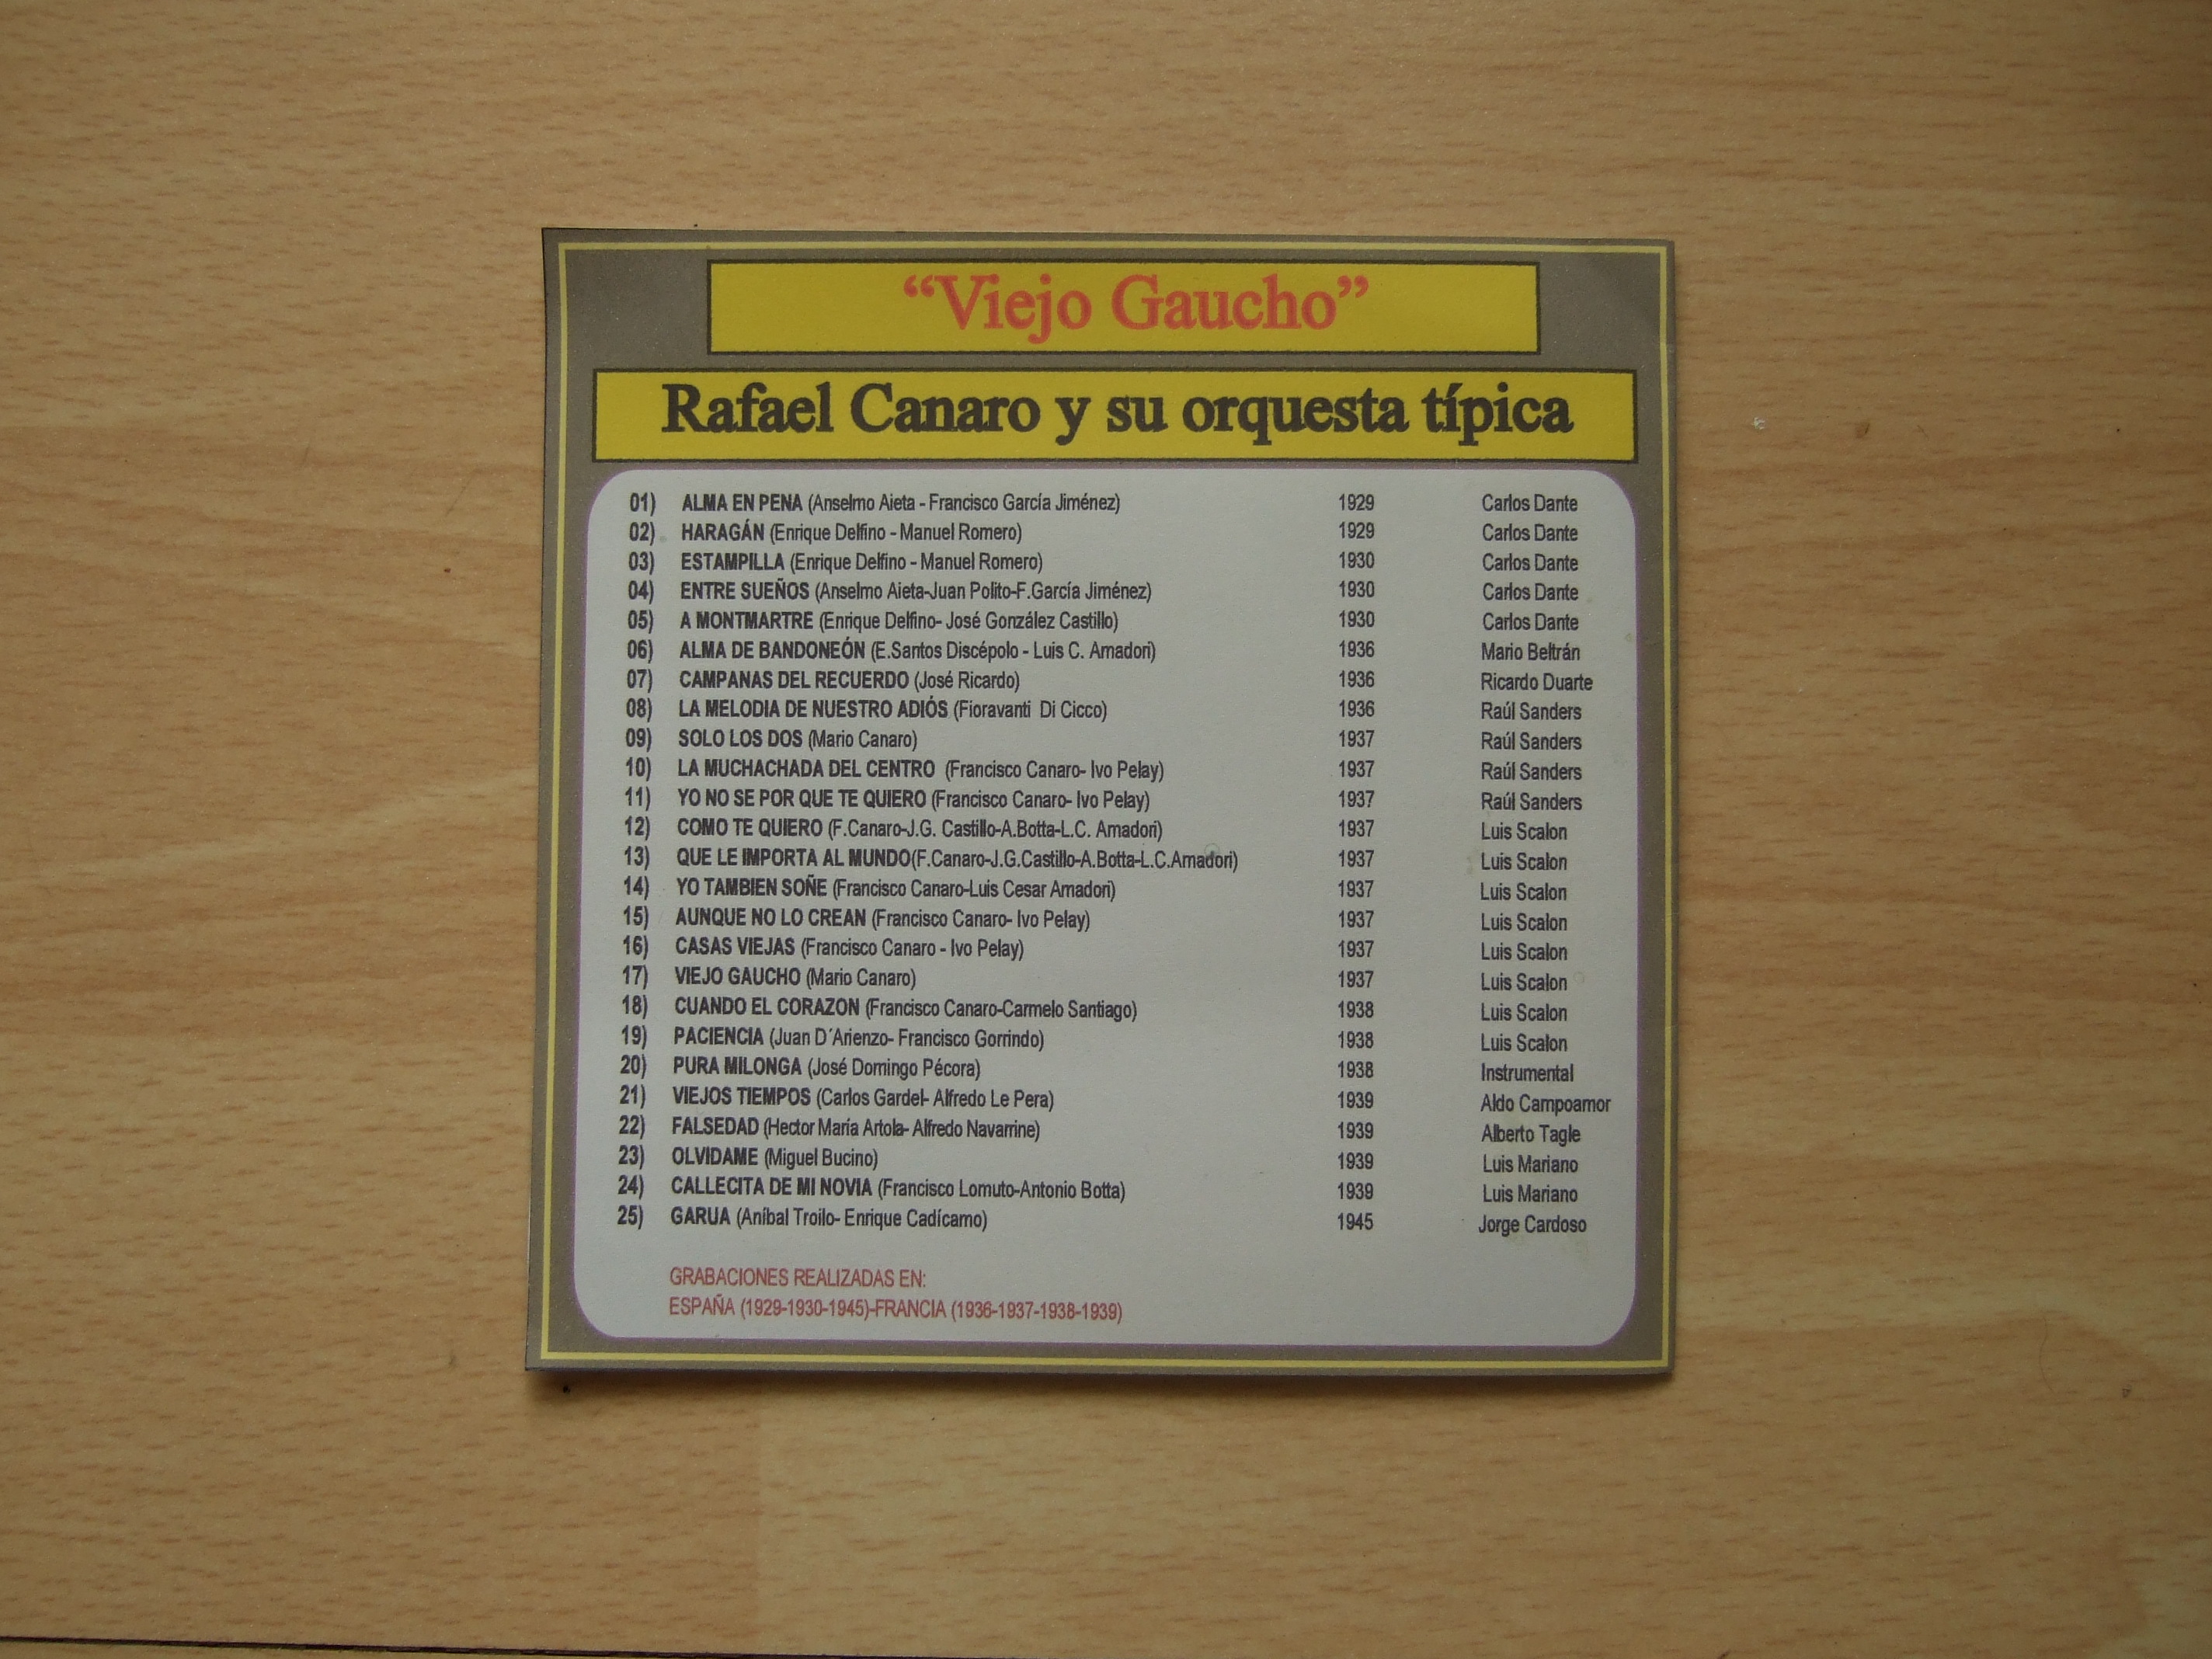 “Viejo Gaucho”
Rafael Canaro y su orquesta típica
01) ALMA EN PENA (Anselmo Aieta - Francisco García Jiménez) 1929 Carlos Dante
02) HARAGÁN (Enrique Delfino - Manuel Romero) 1929 Carlos Dante
03) ESTAMPILLA (Enrique Delfino - Manuel Romero) 1930 Carlos Dante
04) ENTRE SUEÑOS (Anselmo Aieta-Juan Polito-F.García Jiménez) 1930 Carlos Dante
05) A MONTMARTRE (Enrique Delfino- José González Castillo) 1930 Carlos Dante
06) ALMA DE BANDONEÓN (E.Santos Discépolo - Luis C. Amadori) 1936 Mario Beltrán
07) CAMPANAS DEL RECUERDO (José Ricardo) 1936 Ricardo Duarte
08) LA MELODIA DE NUESTRO ADIÓS (Fioravanti Di Cicco) 1936 Raúl Sanders
09) SOLO LOS DOS (Mario Canaro) 1937 Raúl Sanders
10) LA MUCHACHADA DEL CENTRO (Francisco Canaro- Ivo Pelay) 1937 Raúl Sanders
11) YO NO SE POR QUE TE QUIERO (Francisco Canaro- Ivo Pelay) 1937 Raúl Sanders
12) COMO TE QUIERO (F.Canaro-J.G. Castillo-A.Botta-L.C. Amadori) 1937 Luis Scalon
13) QUE LE IMPORTA AL MUNDO(F.Canaro-J.G.Castillo-A.Botta-L.C.Amadori) 1937 Luis Scalon
14) YO TAMBIEN SOÑE (Francisco Canaro-Luis Cesar Amadori) 1937 Luis Scalon
15) AUNQUE NO LO CREAN (Francisco Canaro- Ivo Pelay) 1937 Luis Scalon
16) CASAS VIEJAS (Francisco Canaro - Ivo Pelay) 1937 Luis Scalon
17) VIEJO GAUCHO (Mario Canaro) 1937 Luis Scalon
18) CUANDO EL CORAZON (Francisco Canaro-Carmelo Santiago) 1938 Luis Scalon
19) PACIENCIA (Juan D´Arienzo- Francisco Gorrindo) 1938 Luis Scalon
20) PURA MILONGA (José Domingo Pécora) 1938 Instrumental
21) VIEJOS TIEMPOS (Carlos Gardel- Alfredo Le Pera) 1939 Aldo Campoamor
22) FALSEDAD (Hector María Artola- Alfredo Navarrine) 1939 Alberto Tagle
23) OLVIDAME (Miguel Bucino) 1939 Luis Mariano
24) CALLECITA DE MI NOVIA (Francisco Lomuto-Antonio Botta) 1939 Luis Mariano
25) GARUA (Aníbal Troilo- Enrique Cadícamo) 1945 Jorge Cardoso
GRABACIONES REALIZADAS EN:
ESPAÑA (1929-1930-1945)-FRANCIA (1936-1937-1938-1939)